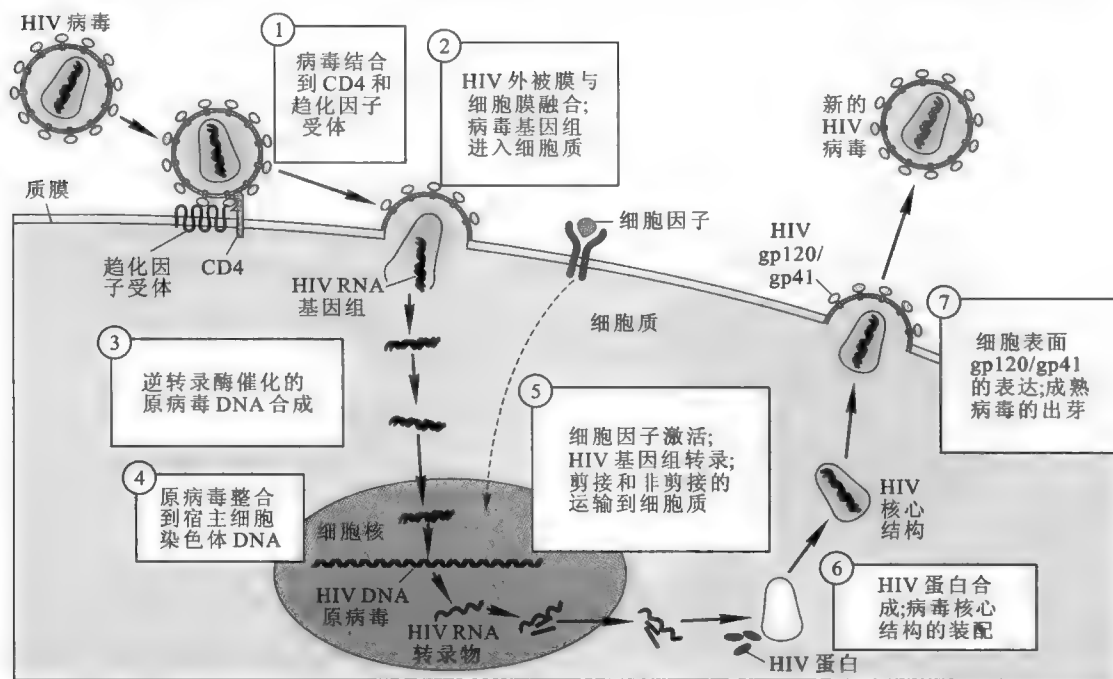 HIV 病毒
①
病毒结合
到CD4和
趋化因子
受体
②
HIV外被膜与
细胞膜融合;
病毒基因组
进入细胞质
新的
HIV
病毒
质膜
趋化因
子受体
CD4
细胞因子
HIV RNA
基因组
细胞质
HIV
gp120/
gp41
⑦
细胞表面
gp120/gp41
的表达;成熟
病毒的出芽
③
逆转录酶催化的
原病毒DNA合成
④
原病毒整合
到宿主细胞
染色体DNA
⑤
细胞因子激活;
HIV基因组转录;
剪接和非剪接的
运输到细胞质
细胞核
HIV DNA
原病毒
HIV RNA
转录物
HIV
核心
结构
⑥
HIV蛋白合
成;病毒核心
结构的装配
HIV蛋白